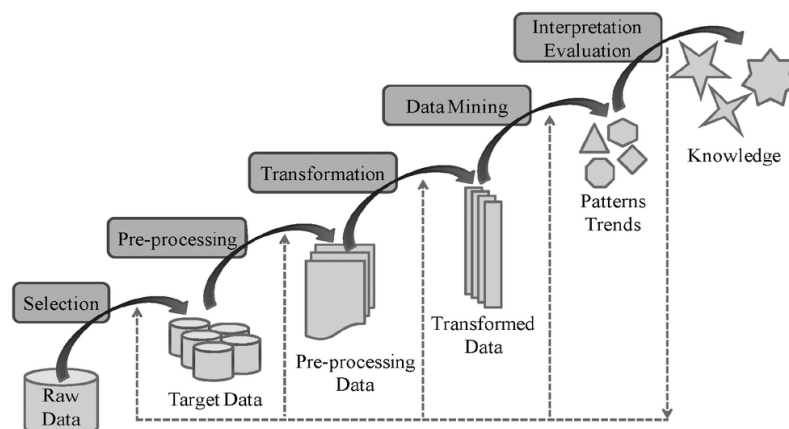 Interpretation
Evaluation
Data Mining
Knowledge
Transformation
Patterns
Trends
Pre-processing
Transformed
Data
Selection
Pre-processing
Data
Target Data
Raw
Data